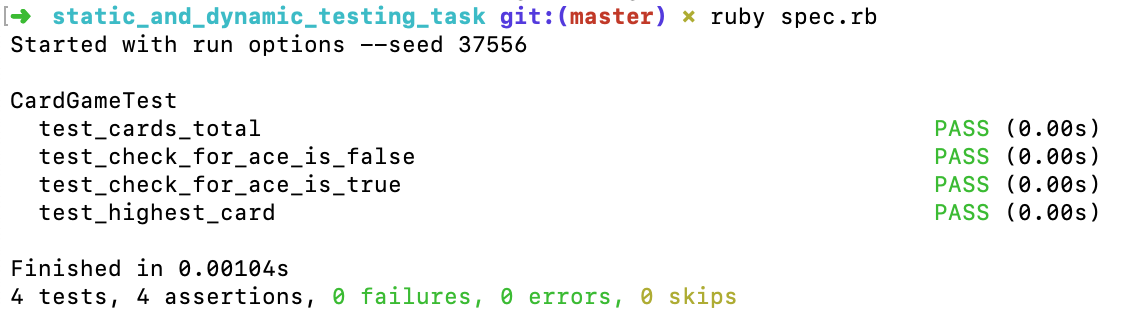 [➜ static_and_dynamic_testing_task git:(master) × ruby spec.rb
Started with run options --seed 37556
CardGameTest
test_cards_total PASS (0.00s)
test_check_for_ace_is_false PASS (0.00s)
test_check_for_ace_is_true PASS (0.00s)
test_highest_card PASS (0.00s)
Finished in 0.00104s
4 tests, 4 assertions, 0 failures, 0 errors, 0 skips